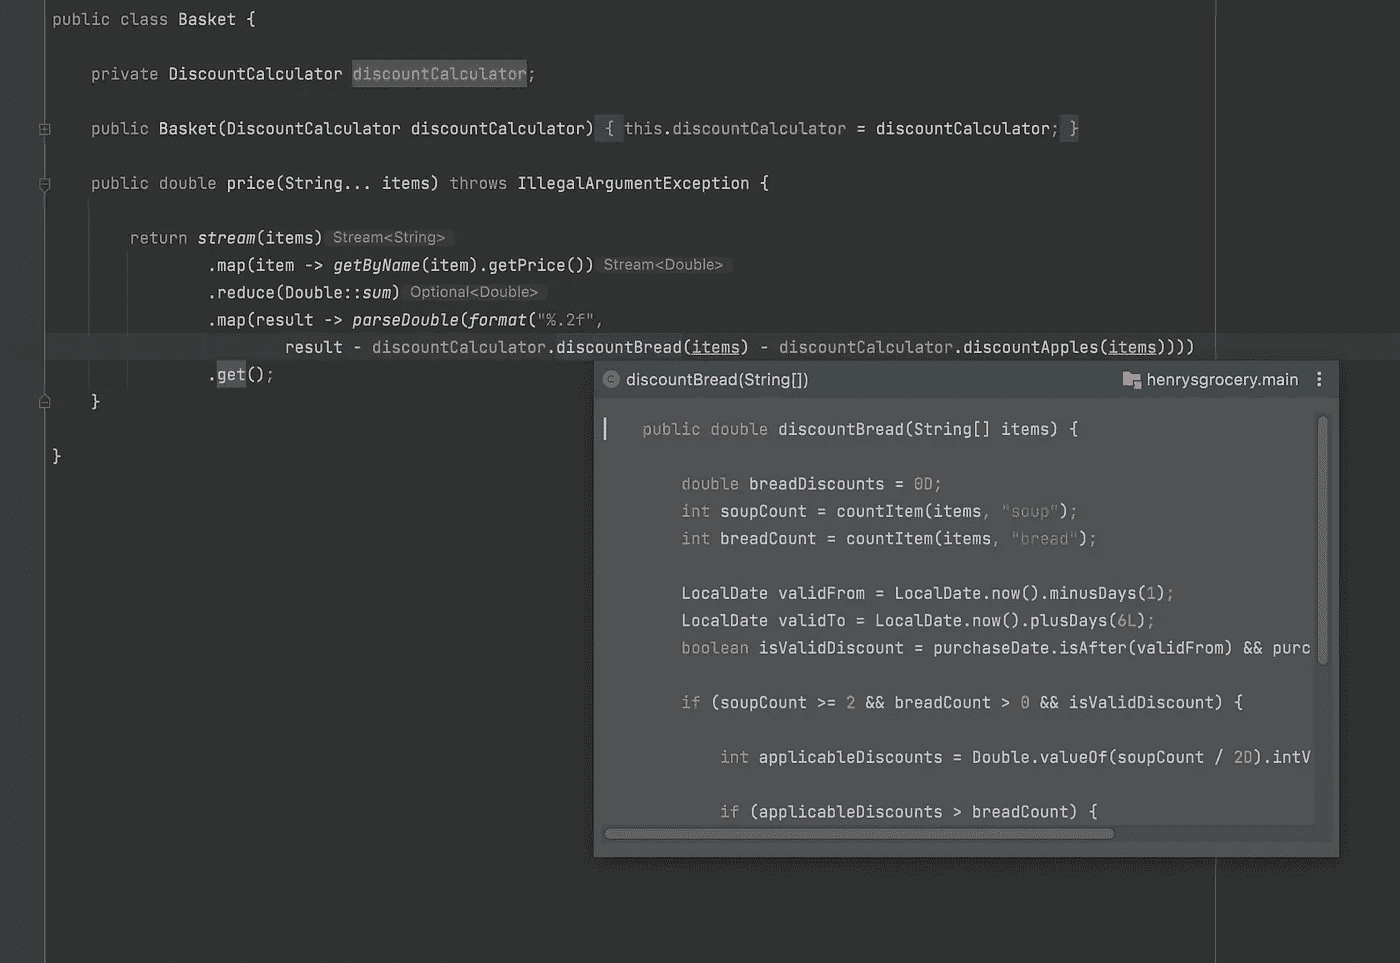 public class Basket {
private DiscountCalculator discountCalculator;
public Basket(DiscountCalculator discountCalculator) { this.discountCalculator = discountCalculator; }
public double price(String... items) throws IllegalArgumentException {
return stream(items) Stream<String>
.map(item -> getByName(item).getPrice()) Stream<Double>
.reduce(Double::sum) Optional<Double>
.map(result -> parseDouble(format("%.2f",
result - discountCalculator.discountBread(items) - discountCalculator.discountApples(items))))
.get();
}
}
discountBread(String[]) henrysgrocery.main
public double discountBread(String[] items) {
double breadDiscounts = 0D;
int soupCount = countItem(items, "soup");
int breadCount = countItem(items, "bread");
LocalDate validFrom = LocalDate.now().minusDays(1);
LocalDate validTo = LocalDate.now().plusDays(6L);
boolean isValidDiscount = purchaseDate.isAfter(validFrom) && purc
if (soupCount >= 2 && breadCount > 0 && isValidDiscount) {
int applicableDiscounts = Double.valueOf(soupCount / 2D).intV
if (applicableDiscounts > breadCount) {